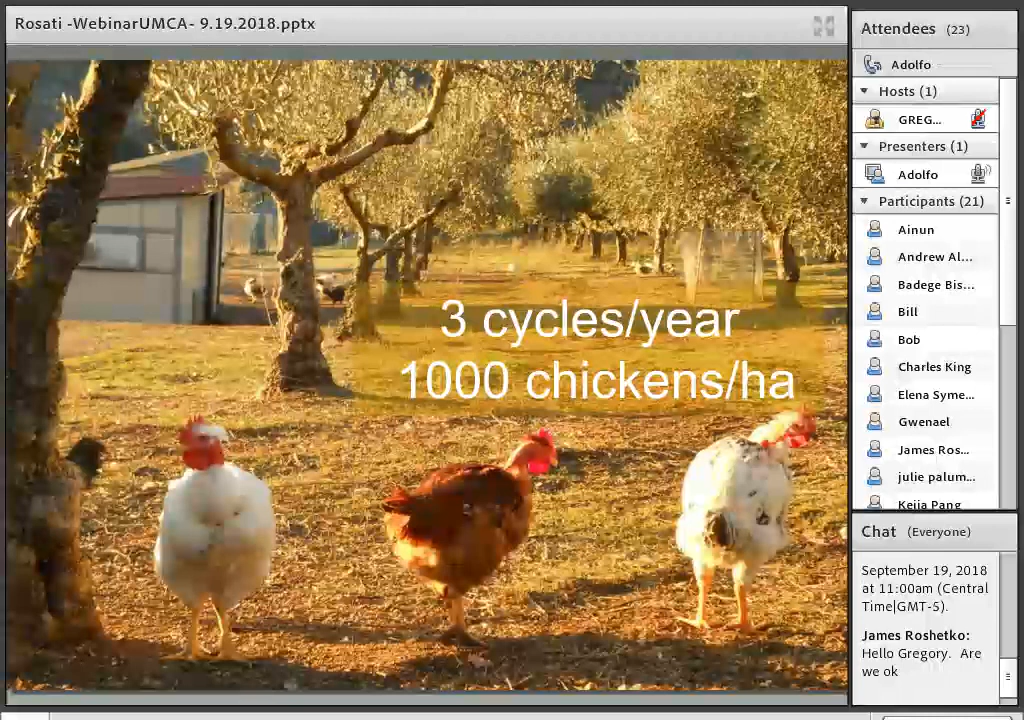 Rosati -WebinarUMCA- 9.19.2018.pptx
3 cycles/year
1000 chickens/ha
Attendees (23)
Adolfo
Hosts (1)
GREG...
Presenters (1)
Adolfo
Participants (21)
Ainun
Andrew Al...
Badege Bis...
Bill
Bob
Charles King
Elena Syme...
Gwenael
James Ros...
julie palum...
Keiia Pang
Chat (Everyone)
September 19, 2018
at 11:00am (Central
Time|GMT-5).
James Roshetko:
Hello Gregory. Are
we ok